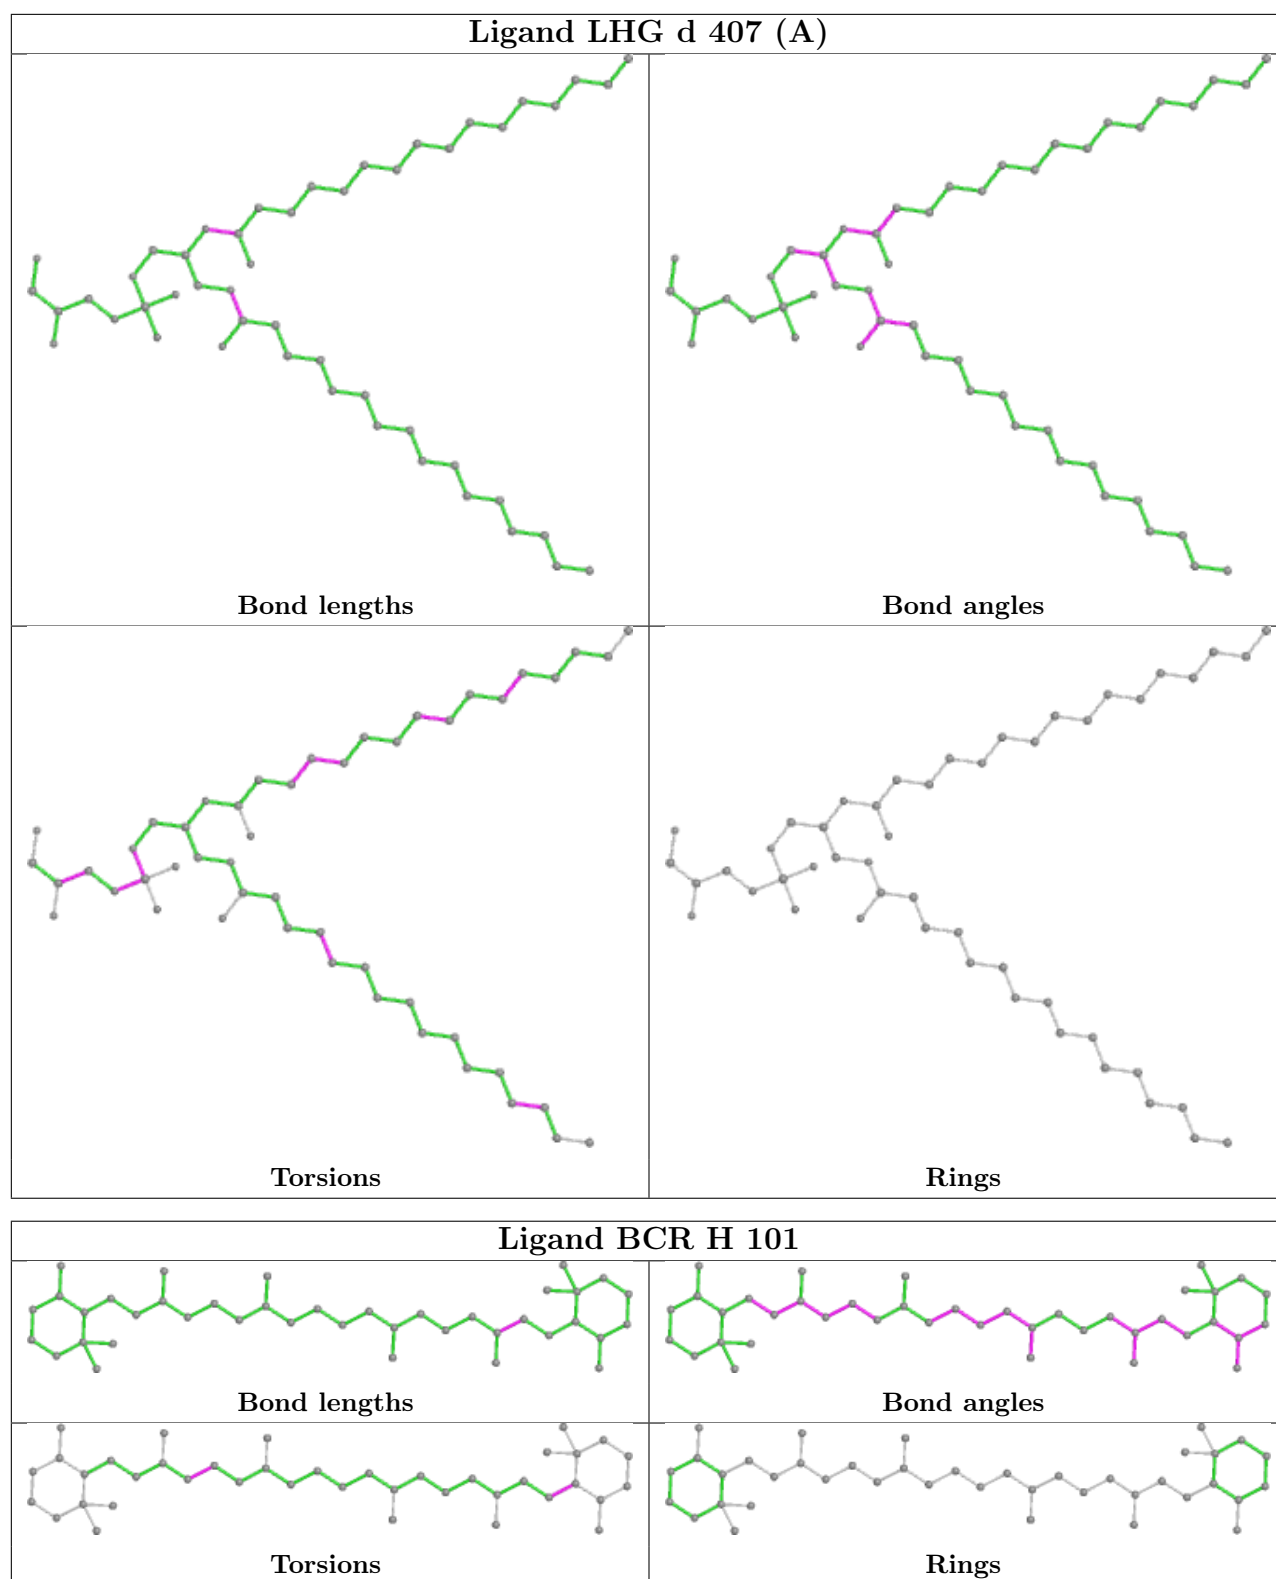 Ligand LHG d 407 (A)
Bond lengths
Bond angles
Torsions
Rings
Ligand BCR H 101
Bond lengths
Bond angles
Torsions
Rings